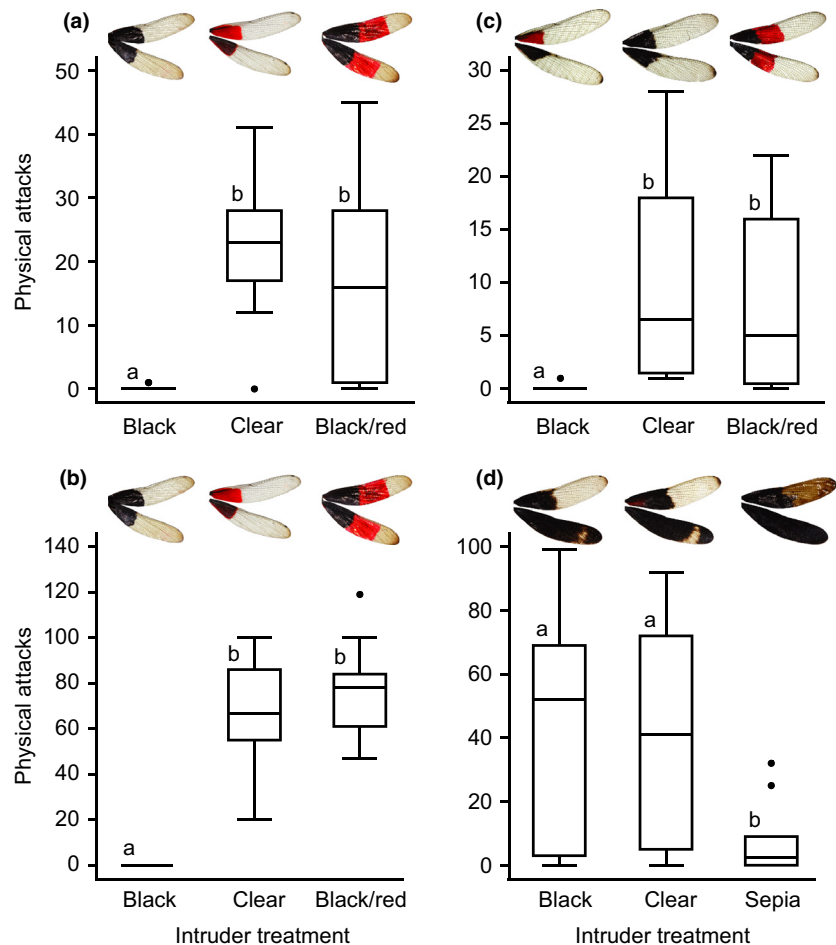 (a)
Physical attacks
50
40
30
20
10
0
a
b
b
Black Clear Black/red
(c)
30
25
20
15
10
5
0
a
b
b
Black Clear Black/red
(b)
Physical attacks
140
120
100
80
60
40
20
0
a
b
b
Black Clear Black/red
Intruder treatment
(d)
100
80
60
40
20
0
a
a
b
Black Clear Sepia
Intruder treatment